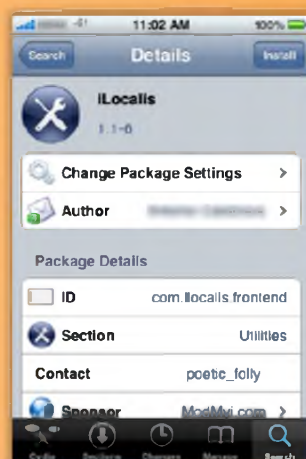 11:02 AM 100%
Search Details Install
iLocalis
1.1-6
Change Package Settings
Author
Package Details
ID com.ilocalis.frontend
Section Utilities
Contact poetic_folly
Sponsor ModMyi.com
Cydia Sections Changes Manage Search